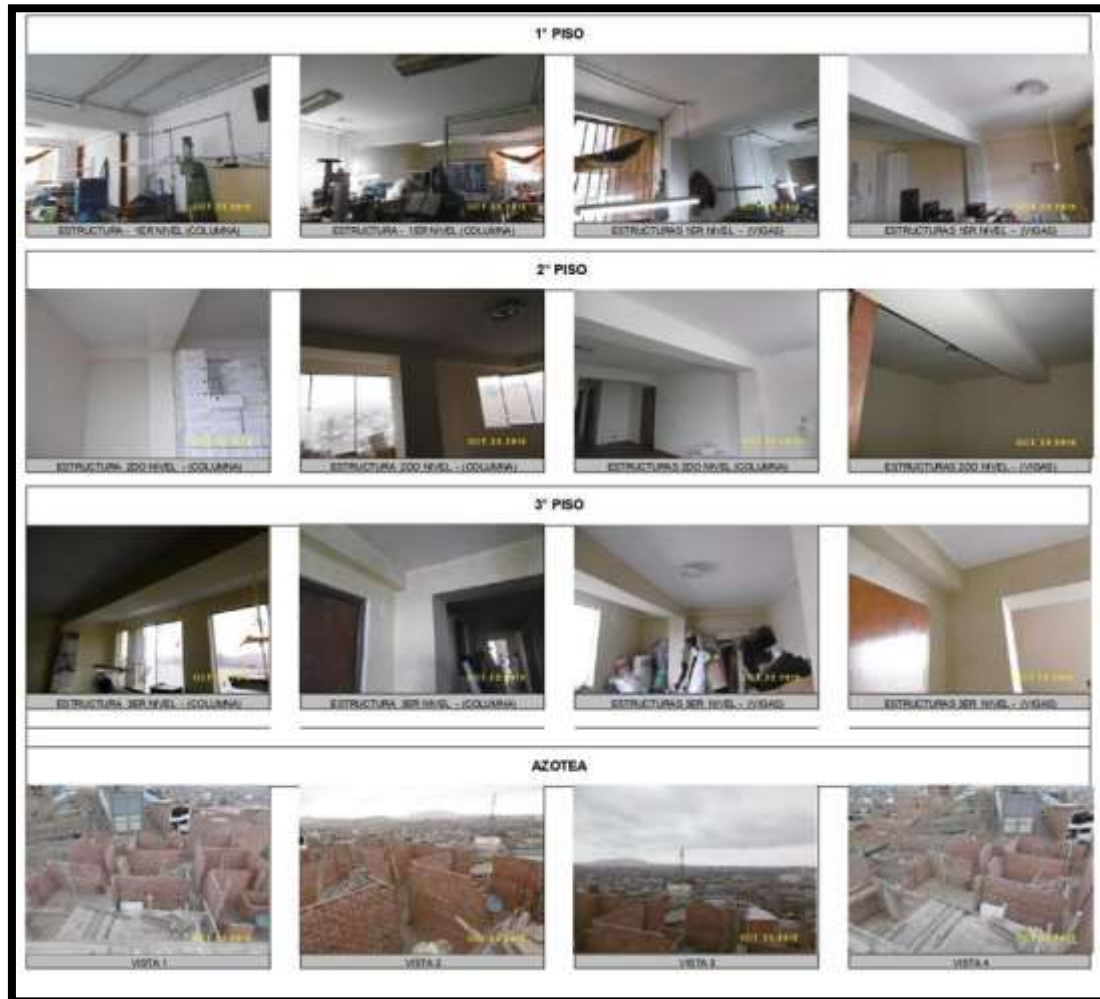 1° PISO
ESTRUCTURA - 1ER NIVEL (COLUMNA)
ESTRUCTURA - 1ER NIVEL (COLUMNA)
ESTRUCTURAS 1ER NIVEL - (VIGAS)
ESTRUCTURAS 1ER NIVEL - (VIGAS)
2° PISO
ESTRUCTURA 2DO NIVEL - (COLUMNA)
ESTRUCTURA 2DO NIVEL - (COLUMNA)
ESTRUCTURAS 2DO NIVEL (COLUMNA)
ESTRUCTURAS 2DO NIVEL - (VIGAS)
3° PISO
ESTRUCTURA 3ER NIVEL - (COLUMNA)
ESTRUCTURA 3ER NIVEL - (COLUMNA)
ESTRUCTURAS 3ER NIVEL - (VIGAS)
ESTRUCTURAS 3ER NIVEL - (VIGAS)
AZOTEA
VISTA 1
VISTA 2
VISTA 3
VISTA 4